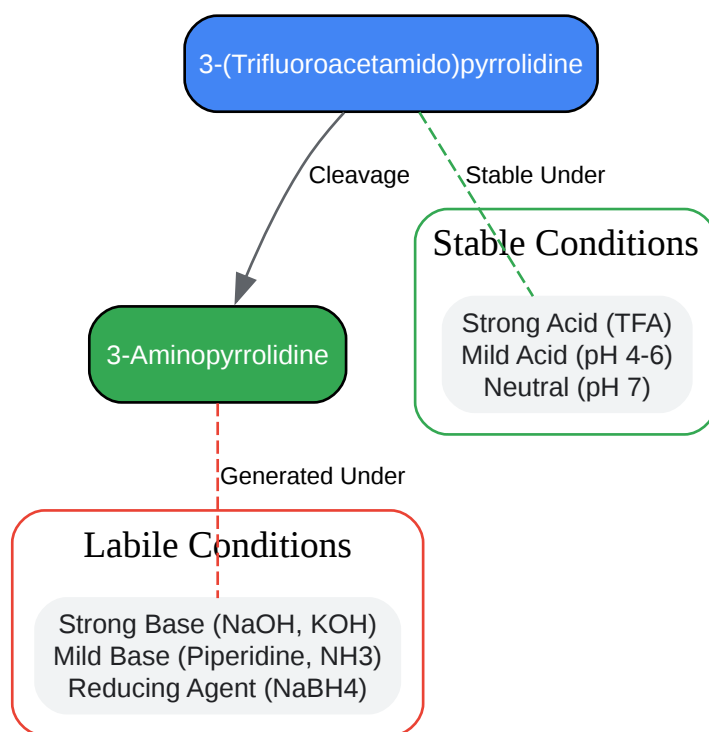 3-(Trifluoroacetamido)pyrrolidine
Cleavage
Stable Under
Stable Conditions
Strong Acid (TFA)
Mild Acid (pH 4-6)
Neutral (pH 7)
3-Aminopyrrolidine
Generated Under
Labile Conditions
Strong Base (NaOH, KOH)
Mild Base (Piperidine, NH3)
Reducing Agent (NaBH4)